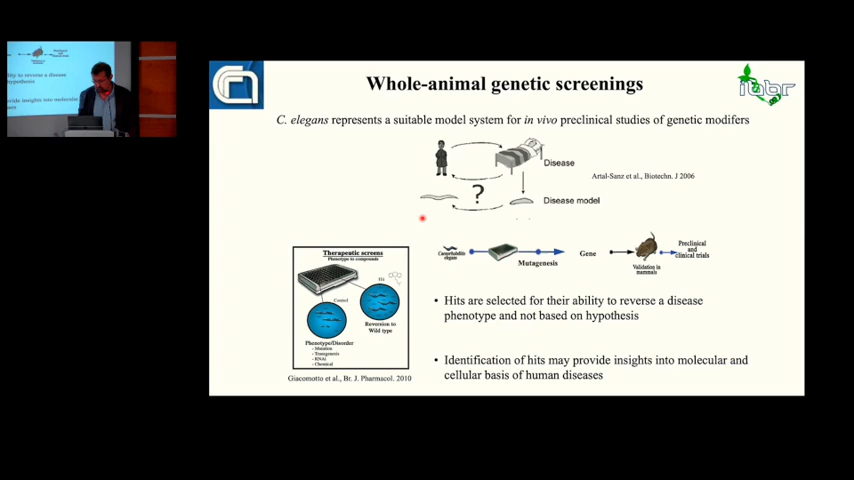 Whole-animal genetic screenings
C. elegans represents a suitable model system for in vivo preclinical studies of genetic modifers
Disease
Artal-Sanz et al., Biotechn. J 2006
?
Disease model
Therapeutic screens
Phenotype to compounds
Hit
Control
Reversion to
Wild type
Phenotype/Disorder
- Mutation
- Transgenesis
- RNAi
- Chemical
Giacomotto et al., Br. J. Pharmacol. 2010
Caenorhabditis
elegans
Mutagenesis
Gene
Validation in
mammals
Preclinical
and
clinical trials
• Hits are selected for their ability to reverse a disease
phenotype and not based on hypothesis
• Identification of hits may provide insights into molecular and
cellular basis of human diseases